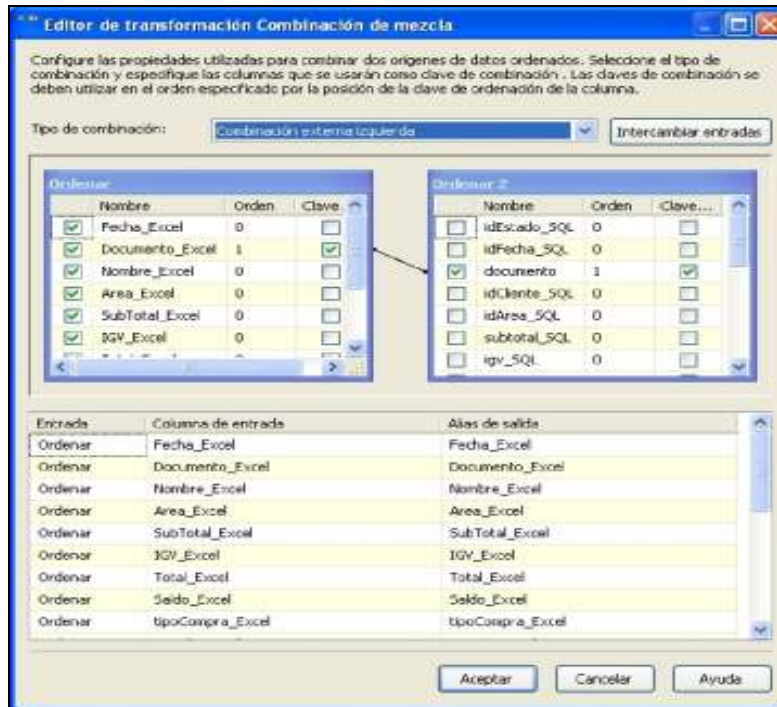 Editor de transformación Combinación de mezcla
Configure las propiedades utilizadas para combinar dos orígenes de datos ordenados. Seleccione el tipo de
combinación y especifique las columnas que se usarán como clave de combinación . Las claves de combinación se
deben utilizar en el orden especificado por la posición de la clave de ordenación de la columna.
Tipo de combinación: Combinación externa izquierda Intercambiar entradas
Ordenar Ordenar 2
Nombre Orden Clave Nombre Orden Clave....
Fecha_Excel 0 idEstado_SQL 0
Documento_Excel 1 idFecha_SQL 0
Nombre_Excel 0 documento 1
Area_Excel 0 idCliente_SQL 0
SubTotal_Excel 0 idArea_SQL 0
IGV_Excel 0 subtotal_SQL 0
igv_SQL 0
Entrada Columna de entrada Alias de salida
Ordenar Fecha_Excel Fecha_Excel
Ordenar Documento_Excel Documento_Excel
Ordenar Nombre_Excel Nombre_Excel
Ordenar Area_Excel Area_Excel
Ordenar SubTotal_Excel SubTotal_Excel
Ordenar IGV_Excel IGV_Excel
Ordenar Total_Excel Total_Excel
Ordenar Saldo_Excel Saldo_Excel
Ordenar tipoCompra_Excel tipoCompra_Excel
Aceptar Cancelar Ayuda